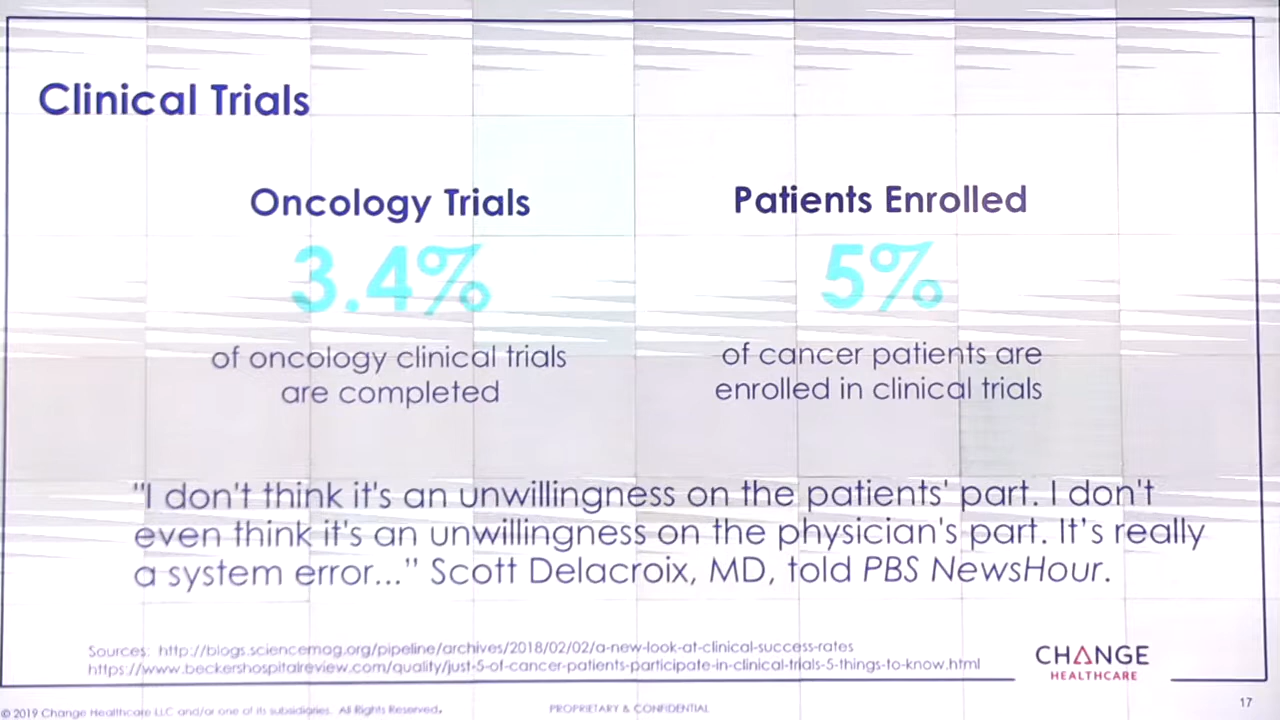 Clinical Trials
Oncology Trials
Patients Enrolled
3.4%
5%
of oncology clinical trials
are completed
of cancer patients are
enrolled in clinical trials
"I don't think it's an unwillingness on the patients' part. I don't
even think it's an unwillingness on the physician's part. It's really
a system error..." Scott Delacroix, MD, told PBS NewsHour.
Sources: http://blogs.sciencemag.org/pipeline/archives/2018/02/02/a-new-look-at-clinical-success-rates
https://www.beckershospitalreview.com/quality/just-5-of-cancer-patients-participate-in-clinical-trials-5-things-to-know.html
CHANGE
HEALTHCARE
© 2019 Change Healthcare LLC and/or one of its subsidiaries. All Rights Reserved.
PROPRIETARY & CONFIDENTIAL
17